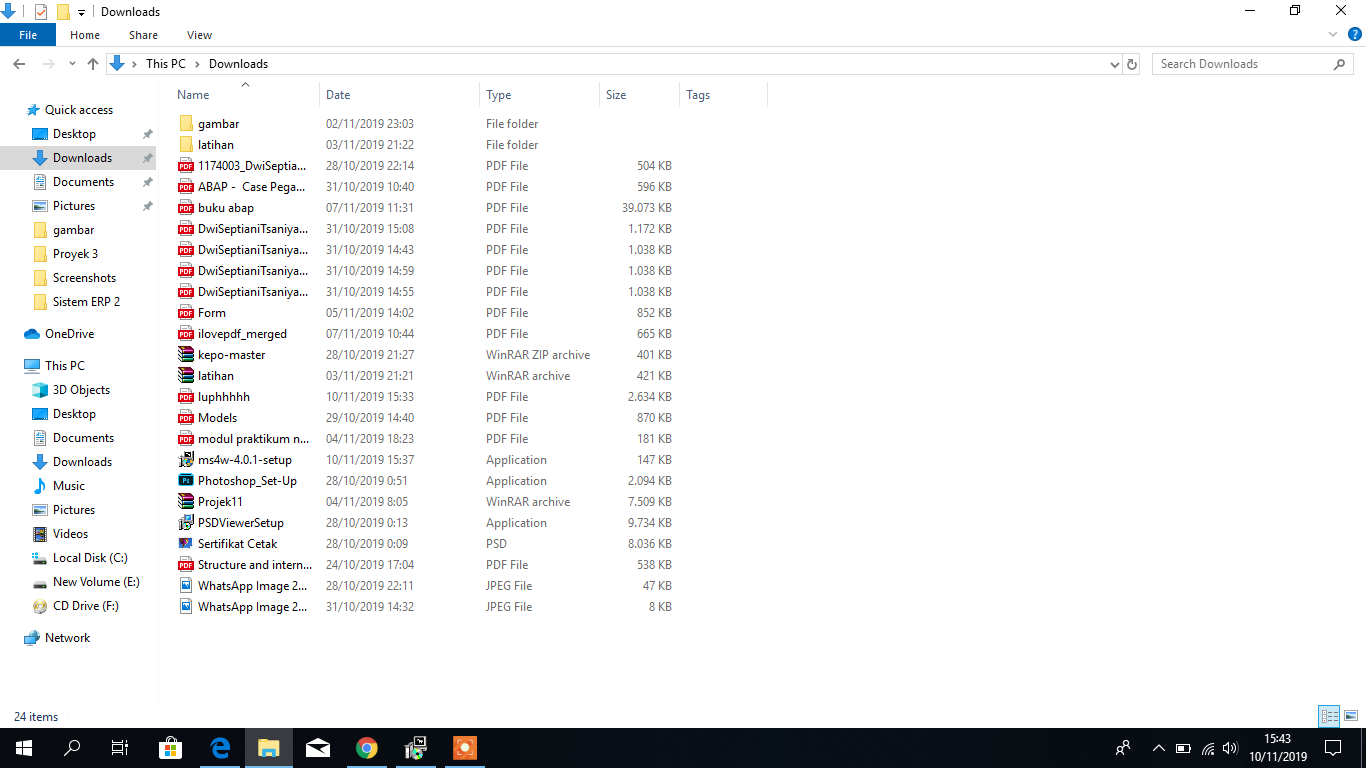 Downloads
File Home Share View
This PC Downloads Search Downloads
Name Date Type Size Tags
Quick access
Desktop
Downloads
Documents
Pictures
gambar
Proyek 3
Screenshots
Sistem ERP 2
OneDrive
This PC
3D Objects
Desktop
Documents
Downloads
Music
Pictures
Videos
Local Disk (C:)
New Volume (E:)
CD Drive (F:)
Network
gambar 02/11/2019 23:03 File folder
latihan 03/11/2019 21:22 File folder
PDF 1174003_DwiSeptia... 28/10/2019 22:14 PDF File 504 KB
PDF ABAP - Case Pega... 31/10/2019 10:40 PDF File 596 KB
PDF buku abap 07/11/2019 11:31 PDF File 39.073 KB
PDF DwiSeptianiTsaniya... 31/10/2019 15:08 PDF File 1.172 KB
PDF DwiSeptianiTsaniya... 31/10/2019 14:43 PDF File 1.038 KB
PDF DwiSeptianiTsaniya... 31/10/2019 14:59 PDF File 1.038 KB
PDF DwiSeptianiTsaniya... 31/10/2019 14:55 PDF File 1.038 KB
PDF Form 05/11/2019 14:02 PDF File 852 KB
PDF ilovepdf_merged 07/11/2019 10:44 PDF File 665 KB
kepo-master 28/10/2019 21:27 WinRAR ZIP archive 401 KB
latihan 03/11/2019 21:21 WinRAR archive 421 KB
PDF luphhhhh 10/11/2019 15:33 PDF File 2.634 KB
PDF Models 29/10/2019 14:40 PDF File 870 KB
PDF modul praktikum n... 04/11/2019 18:23 PDF File 181 KB
ms4w-4.0.1-setup 10/11/2019 15:37 Application 147 KB
Ps Photoshop_Set-Up 28/10/2019 0:51 Application 2.094 KB
Projek11 04/11/2019 8:05 WinRAR archive 7.509 KB
PSDViewerSetup 28/10/2019 0:13 Application 9.734 KB
Sertifikat Cetak 28/10/2019 0:09 PSD 8.036 KB
PDF Structure and intern... 24/10/2019 17:04 PDF File 538 KB
WhatsApp Image 2... 28/10/2019 22:11 JPEG File 47 KB
WhatsApp Image 2... 31/10/2019 14:32 JPEG File 8 KB
24 items
15:43
10/11/2019